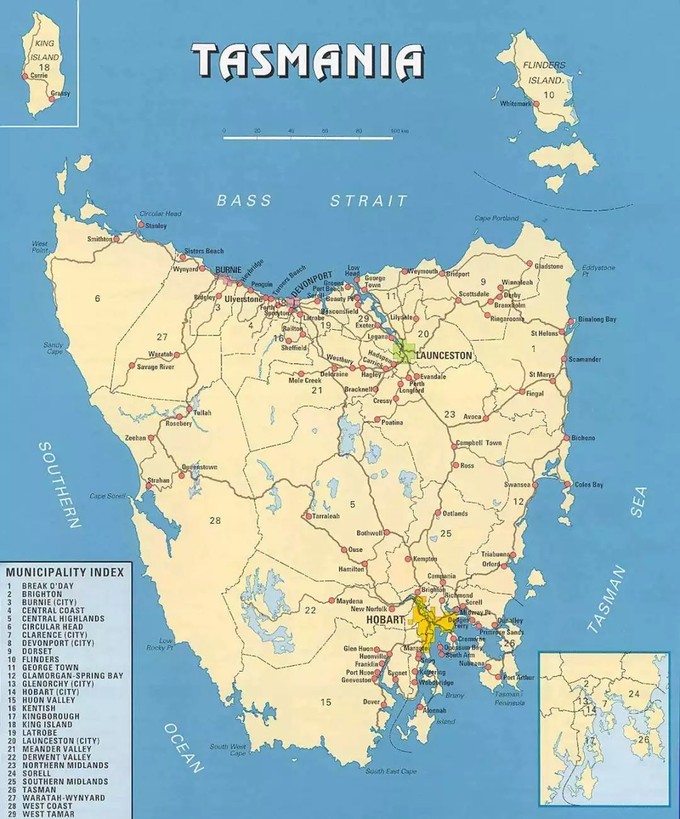 TASMANIA
KING
ISLAND
18
Currie
Grassy
FLINDERS
ISLAND
10
Whitemark
20
40
60
80
100 km
BASS STRAIT
Circular Head
Stanley
Cape Portland
West
Point
Smithton
Sisters Beach
Wynyard
BURNIE
Penguin
Turners Beach
DEVONPORT
Low
Head
George
Town
Weymouth
Bridport
Gladstone
Eddystone
Pt
6
Ulverstone
3
4
Latrobe
Railton
16
Sheffield
19
Beauty Pt
Beaconsfield
29
Exeter
Legana
11
Lilydale
20
Scottsdale
9
Winnaleah
Derby
Branxholm
Ringarooma
Binalong Bay
St Helens
1
Sandy
Cape
27
Waratah
Savage River
LAUNCESTON
Hadspen
Carrick
Westbury
Hagley
Deloraine
Mole Creek
21
Bracknell
Cressy
Evandale
Perth
Longford
Scamander
St Marys
Fingal
Avoca
23
Poatina
Tullah
Rosebery
Zeehan
Campbell Town
Ross
Bicheno
Queenstown
Strahan
Cape Sorell
Swansea
Coles Bay
12
SOUTHERN
OCEAN
TASMAN
SEA
28
5
Tarraleah
Oatlands
25
Bothwell
Ouse
Hamilton
Kempton
Triabunna
Orford
Campania
Brighton
Richmond
Sorell
Midway Pt
22
Maydena
New Norfolk
HOBART
Dunalley
Primrose Sands
26
Cremorne
Opossum Bay
South Arm
Nubeena
Port Arthur
Tasman
Peninsula
Margate
Glen Huon
Huonville
Franklin
Port Huon
Geeveston
Cygnet
Snug
Kettering
Woodbridge
Bruny
Island
Alonnah
Dover
15
Low
Rocky Pt
South West
Cape
South East Cape
MUNICIPALITY INDEX
1 BREAK O'DAY
2 BRIGHTON
3 BURNIE (CITY)
4 CENTRAL COAST
5 CENTRAL HIGHLANDS
6 CIRCULAR HEAD
7 CLARENCE (CITY)
8 DEVONPORT (CITY)
9 DORSET
10 FLINDERS
11 GEORGE TOWN
12 GLAMORGAN-SPRING BAY
13 GLENORCHY (CITY)
14 HOBART (CITY)
15 HUON VALLEY
16 KENTISH
17 KINGBOROUGH
18 KING ISLAND
19 LATROBE
20 LAUNCESTON (CITY)
21 MEANDER VALLEY
22 DERWENT VALLEY
23 NORTHERN MIDLANDS
24 SORELL
25 SOUTHERN MIDLANDS
26 TASMAN
27 WARATAH-WYNYARD
28 WEST COAST
29 WEST TAMAR
2
24
13
7
14
17
26